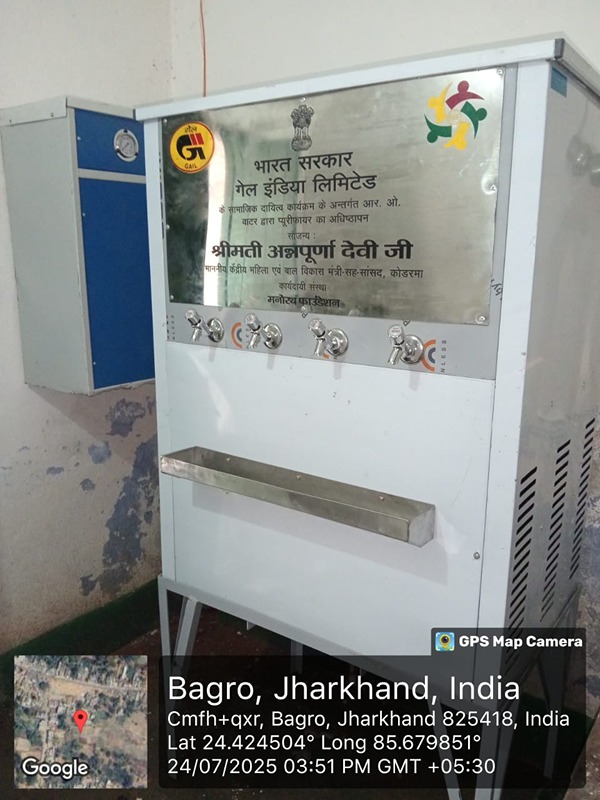 गेल
GAIL
भारत सरकार
गेल इंडिया लिमिटेड
के सामाजिक दायित्व कार्यक्रम के अन्तर्गत आर. ओ.
वाटर द्वारा प्यूरीफायर का अधिष्ठापन
सौजन्य :
श्रीमती अन्नपूर्णा देवी जी
माननीय केंद्रीय महिला एवं बाल विकास मंत्री-सह-सांसद, कोडरमा
कार्यदायी संस्था
मनोरथ फाउंडेशन
NLESS
GPS Map Camera
Bagro, Jharkhand, India
Cmfh+qxr, Bagro, Jharkhand 825418, India
Lat 24.424504° Long 85.679851°
24/07/2025 03:51 PM GMT +05:30
Google